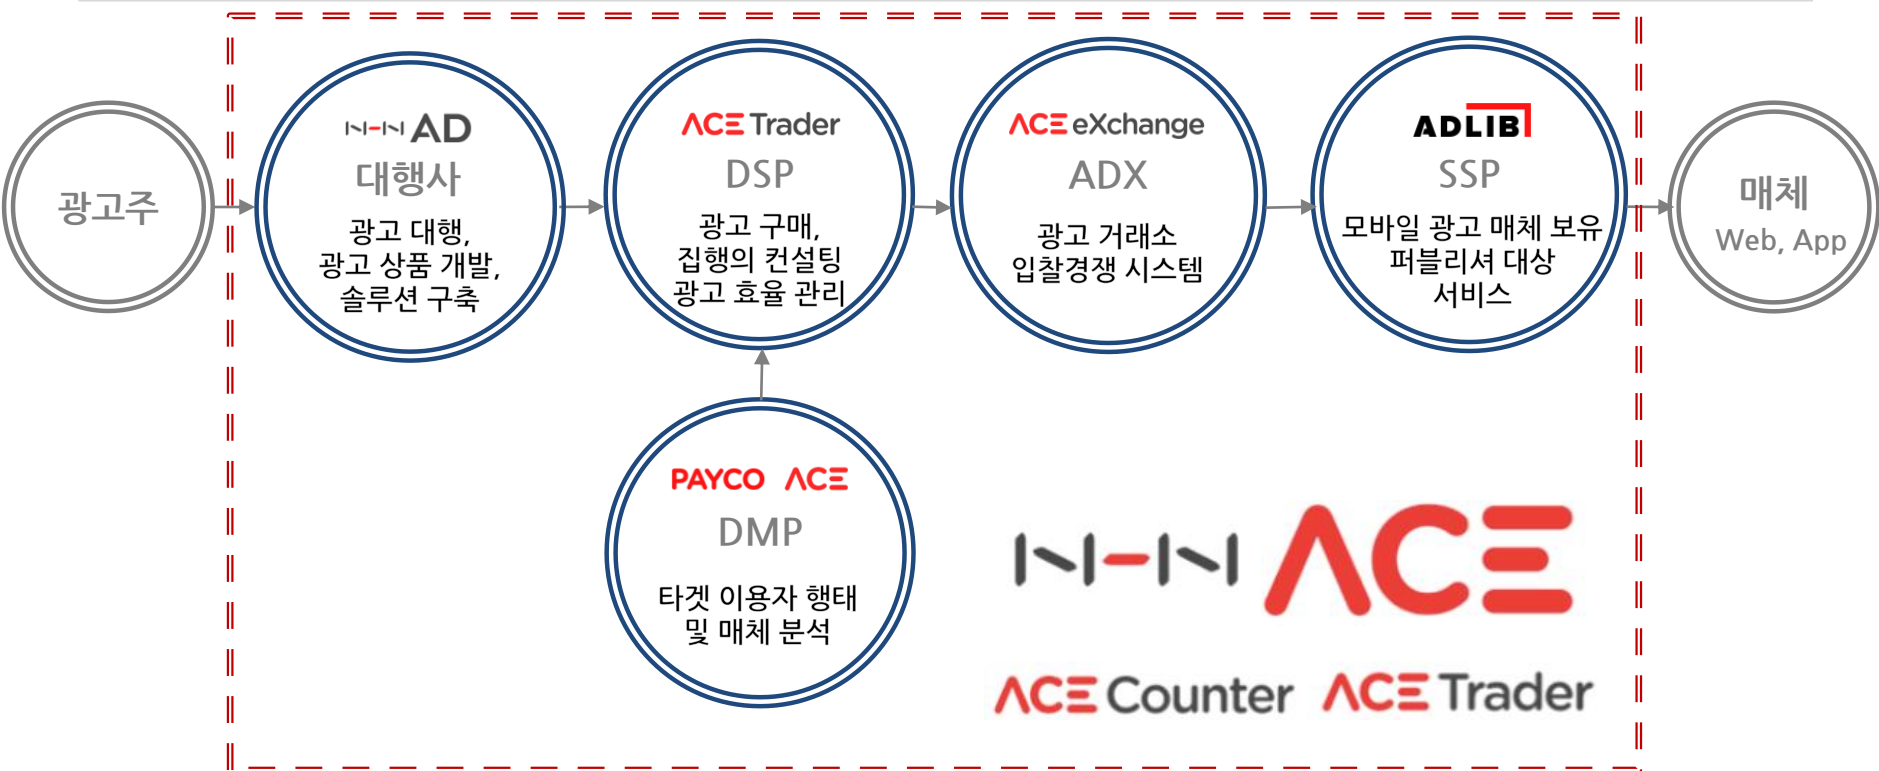 광고주
NHN AD
대행사
광고 대행,
광고 상품 개발,
솔루션 구축
ACE Trader
DSP
광고 구매,
집행의 컨설팅
광고 효율 관리
ACE eXchange
ADX
광고 거래소
입찰경쟁 시스템
ADLIB
SSP
모바일 광고 매체 보유
퍼블리셔 대상
서비스
매체
Web, App
PAYCO ACE
DMP
타겟 이용자 행태
및 매체 분석
NHN ACE
ACE Counter ACE Trader